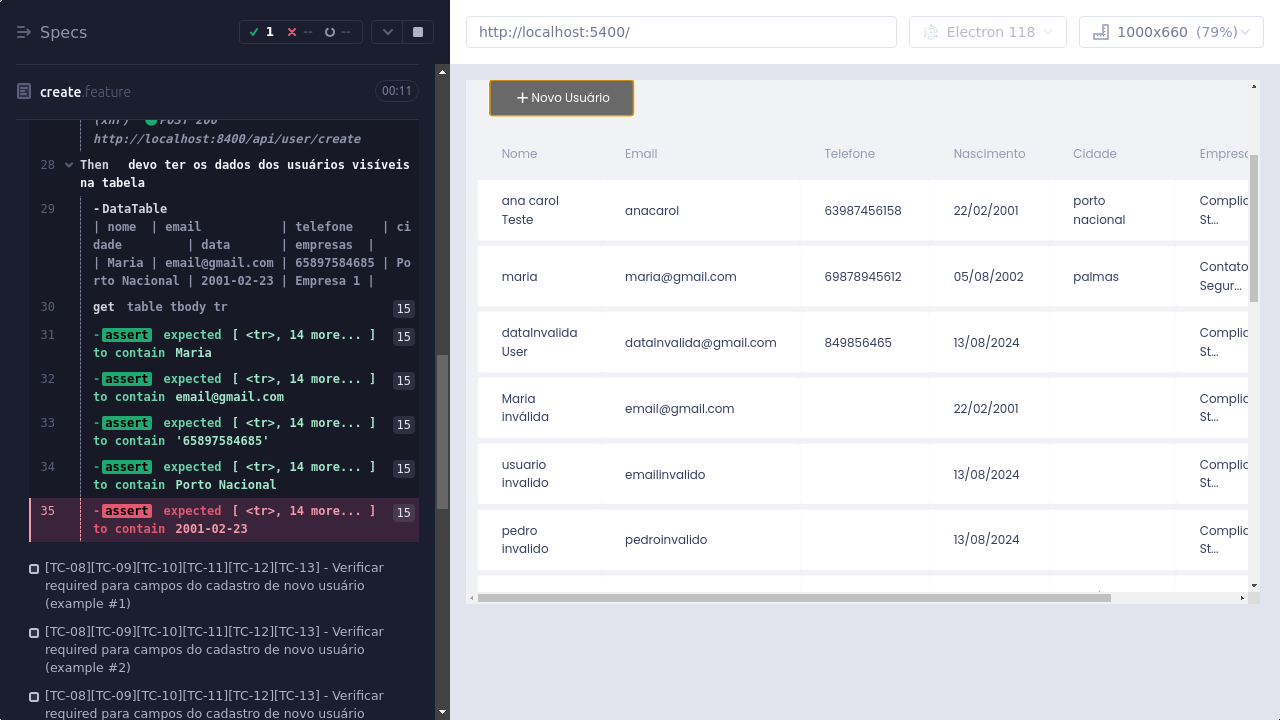 Specs
1
--
--
http://localhost:5400/
Electron 118
1000x660 (79%)
create feature
00:11
(xhr) POST 200
http://localhost:8400/api/user/create
28 Then devo ter os dados dos usuários visíveis
na tabela
29 -DataTable
| nome | email | telefone | ci
dade | data | empresas |
| Maria | email@gmail.com | 65897584685 | Po
rto Nacional | 2001-02-23 | Empresa 1 |
30 get table tbody tr 15
31 -assert expected [ <tr>, 14 more... ] 15
to contain Maria
32 -assert expected [ <tr>, 14 more... ] 15
to contain email@gmail.com
33 -assert expected [ <tr>, 14 more... ] 15
to contain '65897584685'
34 -assert expected [ <tr>, 14 more... ] 15
to contain Porto Nacional
35 -assert expected [ <tr>, 14 more... ] 15
to contain 2001-02-23
[TC-08][TC-09][TC-10][TC-11][TC-12][TC-13] - Verificar
required para campos do cadastro de novo usuário
(example #1)
[TC-08][TC-09][TC-10][TC-11][TC-12][TC-13] - Verificar
required para campos do cadastro de novo usuário
(example #2)
[TC-08][TC-09][TC-10][TC-11][TC-12][TC-13] - Verificar
required para campos do cadastro de novo usuário
+ Novo Usuário
Nome Email Telefone Nascimento Cidade Empresa
ana carol
Teste
anacarol
63987456158
22/02/2001
porto
nacional
Complic
St...
maria
maria@gmail.com
69878945612
05/08/2002
palmas
Contato
Segur...
dataInvalida
User
dataInvalida@gmail.com
849856465
13/08/2024
Complic
St...
Maria
inválida
email@gmail.com
22/02/2001
Complic
St...
usuario
invalido
emailinvalido
13/08/2024
Complic
St...
pedro
invalido
pedroinvalido
13/08/2024
Complic
St...